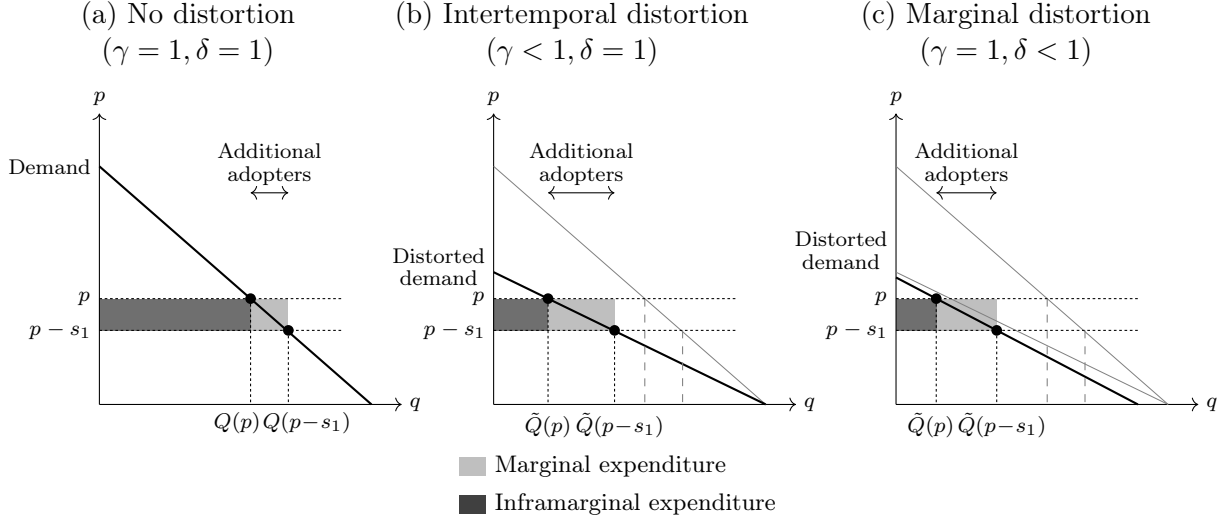 (a) No distortion
(γ = 1, δ = 1)
p
Demand
Additional
adopters
p
p − s₁
q
Q(p) Q(p−s₁)
(b) Intertemporal distortion
(γ < 1, δ = 1)
p
Additional
adopters
Distorted
demand
p
p − s₁
q
Q̃(p) Q̃(p−s₁)
(c) Marginal distortion
(γ = 1, δ < 1)
p
Additional
adopters
Distorted
demand
p
p − s₁
q
Q̃(p) Q̃(p−s₁)
Marginal expenditure
Inframarginal expenditure